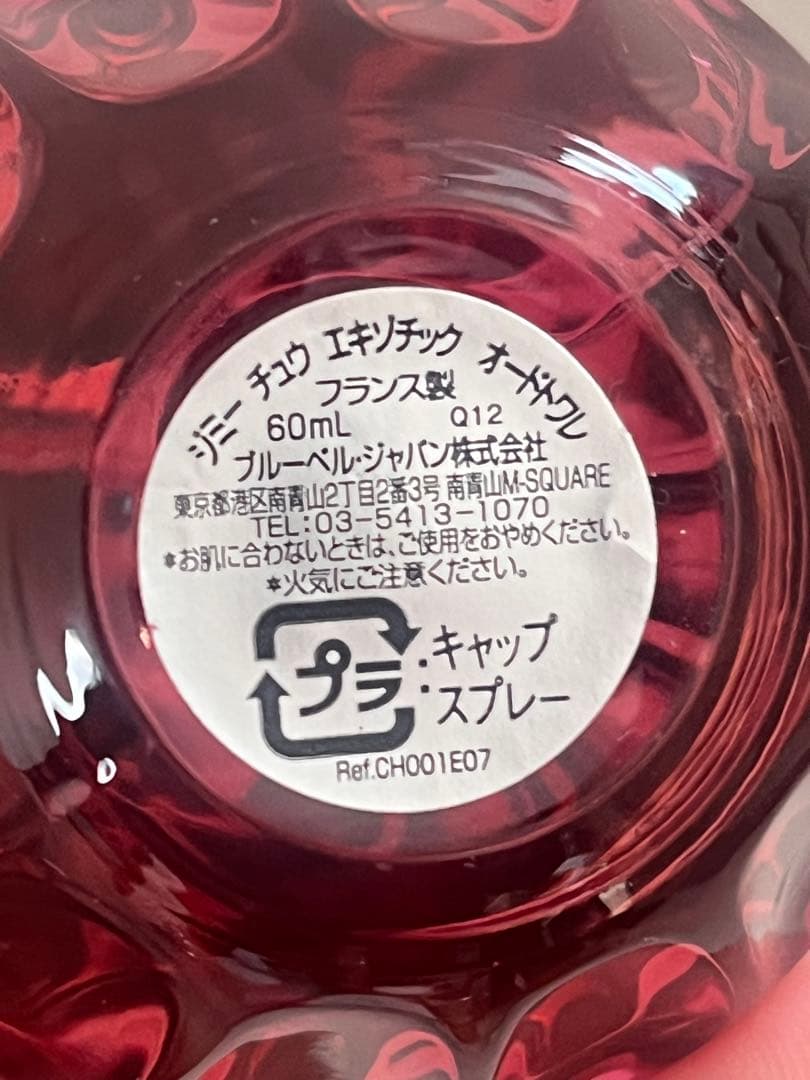 ジミー チュウ エキゾチック オードトワレ
フランス製
60mL Q12
ブルーベル・ジャパン株式会社
東京都港区南青山2丁目2番3号 南青山M-SQUARE
TEL:03-5413-1070
*お肌に合わないときは、ご使用をおやめください。
*火気にご注意ください。
プラ :キャップ
:スプレー
Ref.CH001E07